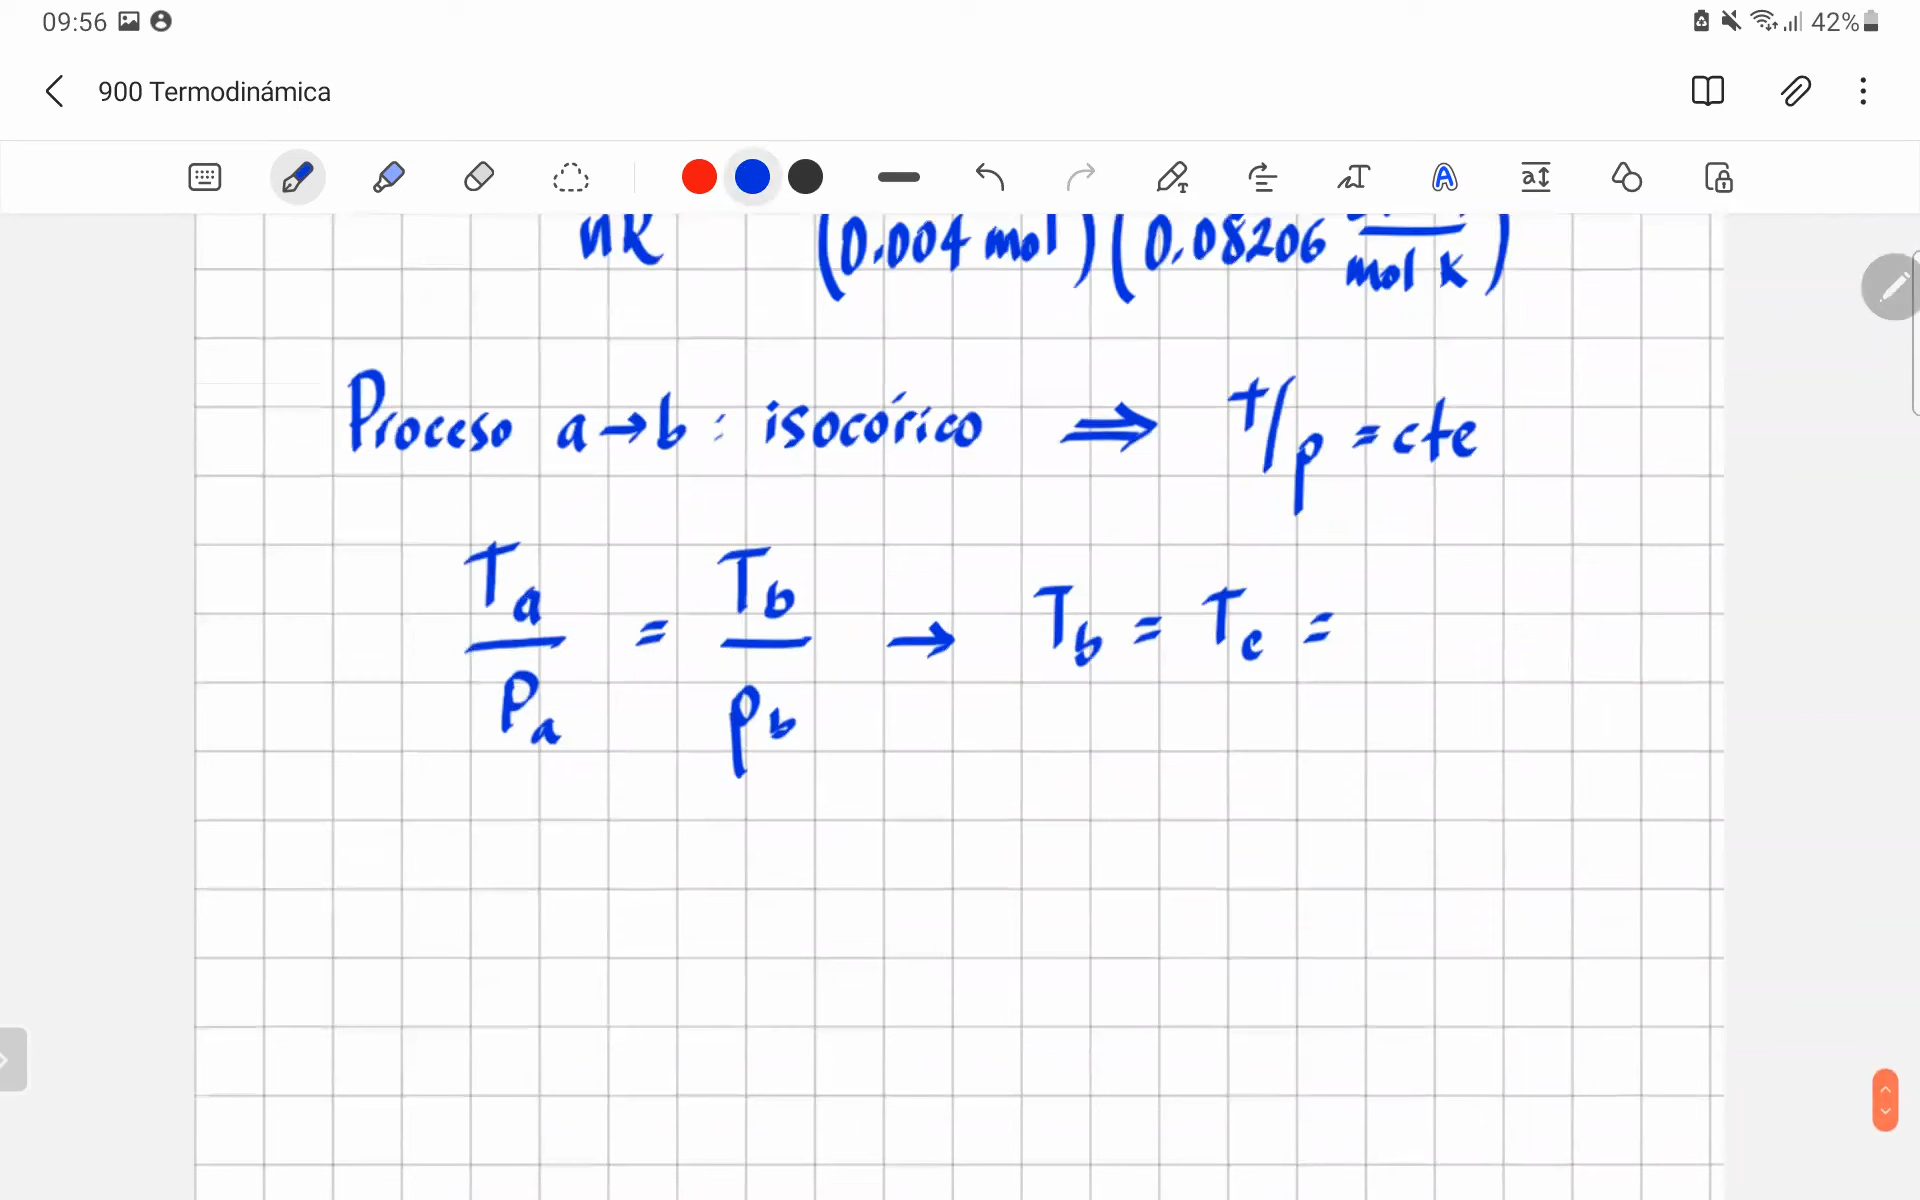 09:56 42%
900 Termodinámica
nR (0.004 mol) (0.08206 / mol K)
Proceso a→b: isocórico ⟹ T/p = cte
Ta/Pa = Tb/pb → Tb = Tc =